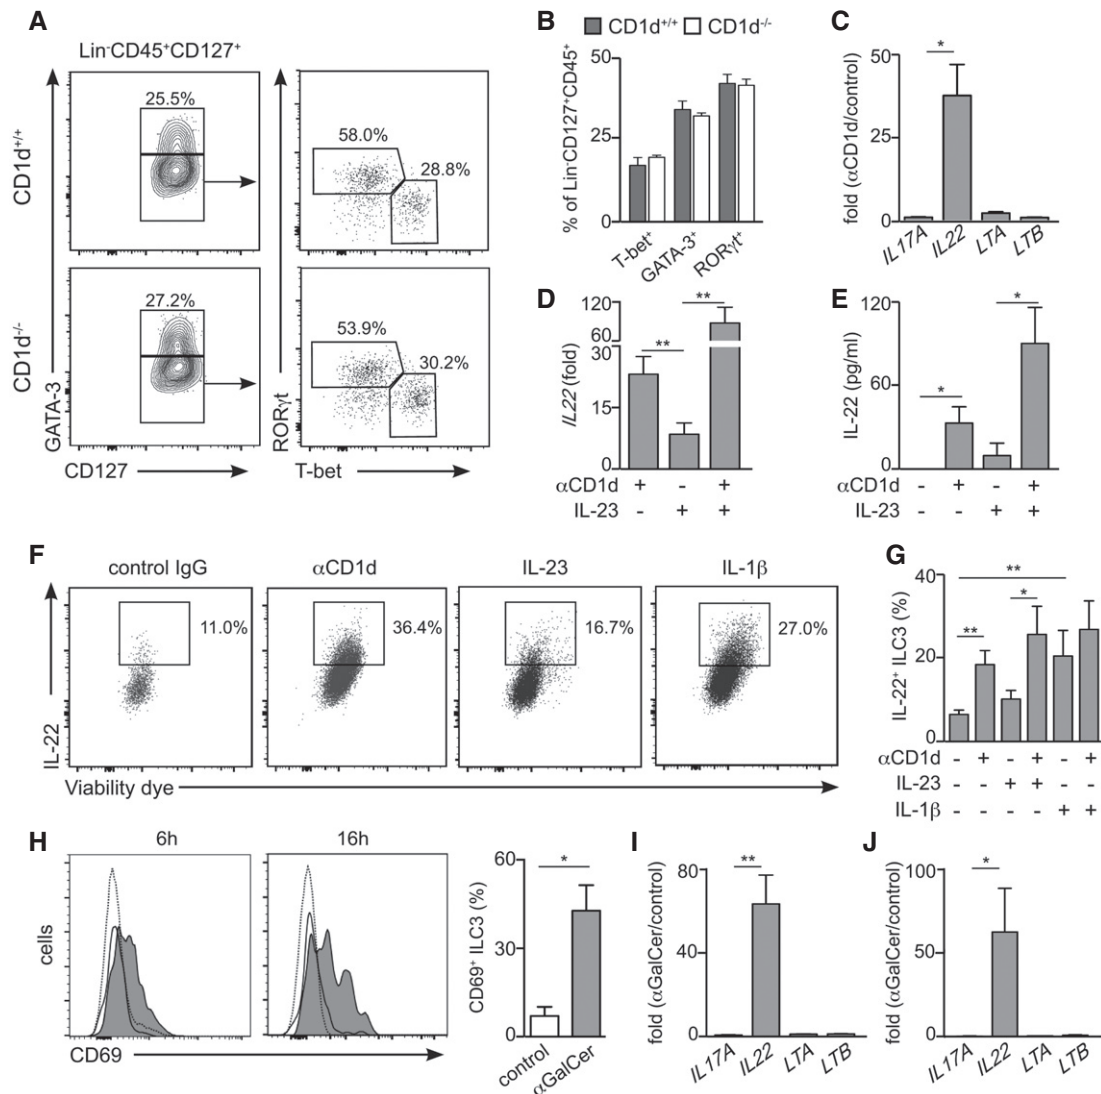 A
Lin-CD45+CD127+
CD1d+/+
25.5%
58.0%
28.8%
CD1d-/-
27.2%
53.9%
30.2%
GATA-3
CD127
RORγt
T-bet
B
CD1d+/+ CD1d-/-
% of Lin-CD127+CD45+
50
25
0
T-bet+
GATA-3+
RORγt+
C
fold (αCD1d/control)
50
25
0
*
IL17A
IL22
LTA
LTB
D
IL22 (fold)
120
60
30
15
0
**
**
αCD1d + - +
IL-23 - + +
E
IL-22 (pg/ml)
120
60
0
*
*
αCD1d - + - +
IL-23 - - + +
F
control IgG
αCD1d
IL-23
IL-1β
11.0%
36.4%
16.7%
27.0%
IL-22
Viability dye
G
IL-22+ ILC3 (%)
40
20
0
**
**
*
αCD1d - + - + - +
IL-23 - - + + - -
IL-1β - - - - + +
H
6h
16h
cells
CD69
CD69+ ILC3 (%)
60
30
0
*
control
αGalCer
I
fold (αGalCer/control)
80
40
0
**
IL17A
IL22
LTA
LTB
J
fold (αGalCer/control)
100
50
0
*
IL17A
IL22
LTA
LTB